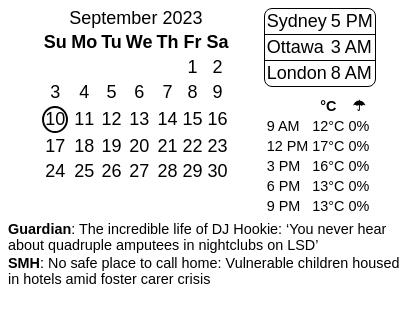 September 2023
Su Mo Tu We Th Fr Sa
1 2
3 4 5 6 7 8 9
10 11 12 13 14 15 16
17 18 19 20 21 22 23
24 25 26 27 28 29 30
Sydney 5 PM
Ottawa 3 AM
London 8 AM
°C ☂
9 AM 12°C 0%
12 PM 17°C 0%
3 PM 16°C 0%
6 PM 13°C 0%
9 PM 13°C 0%
Guardian: The incredible life of DJ Hookie: ‘You never hear
about quadruple amputees in nightclubs on LSD’
SMH: No safe place to call home: Vulnerable children housed
in hotels amid foster carer crisis